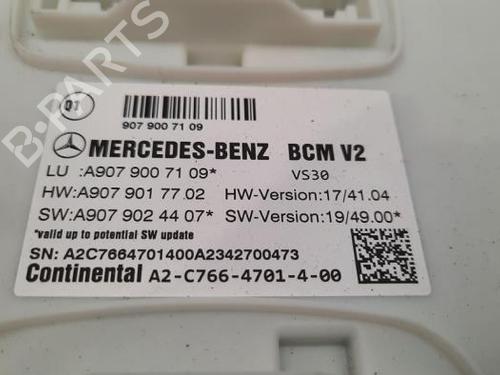 01
907 900 71 09
MERCEDES-BENZ BCM V2
LU :A907 900 71 09* VS30
HW:A907 901 77 02 HW-Version:17/41.04
SW:A907 902 44 07* SW-Version:19/49.00*
*valid up to potential SW update
SN: A2C7664701400A2342700473
Continental A2-C766-4701-4-00
B-PARTS